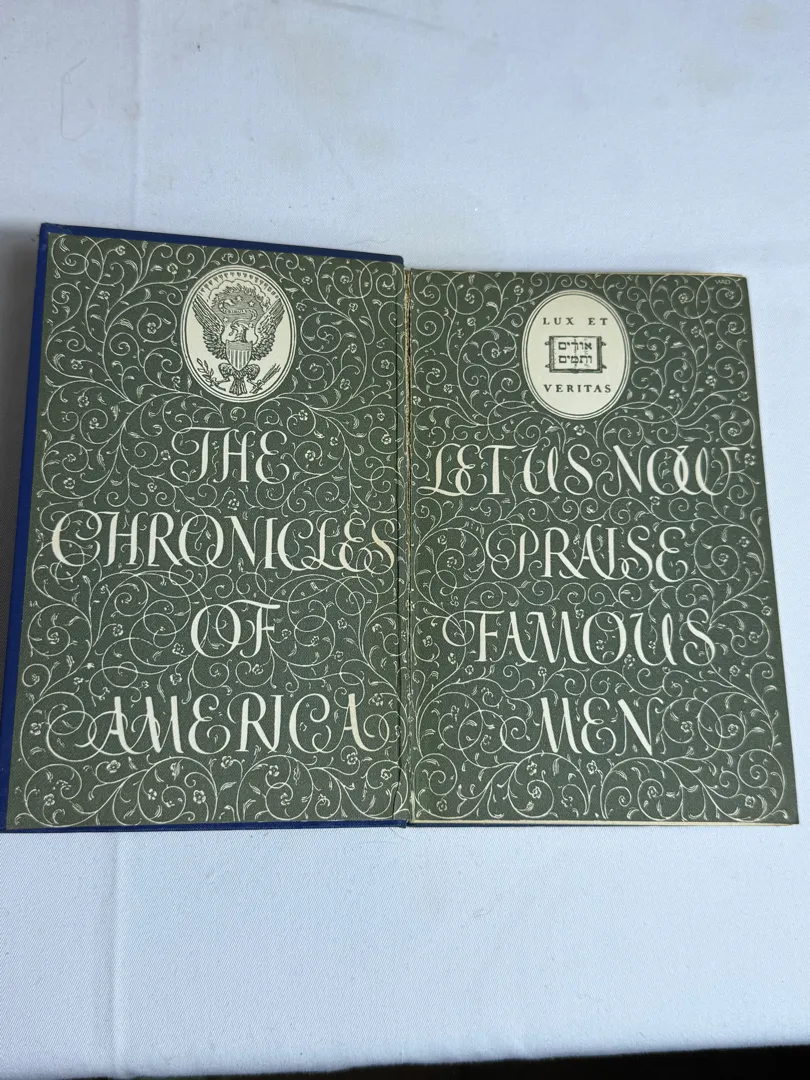 THE
CHRONICLES
OF
AMERICA
LUX ET
אורים
ותמים
VERITAS
LET US NOW
PRAISE
FAMOUS
MEN